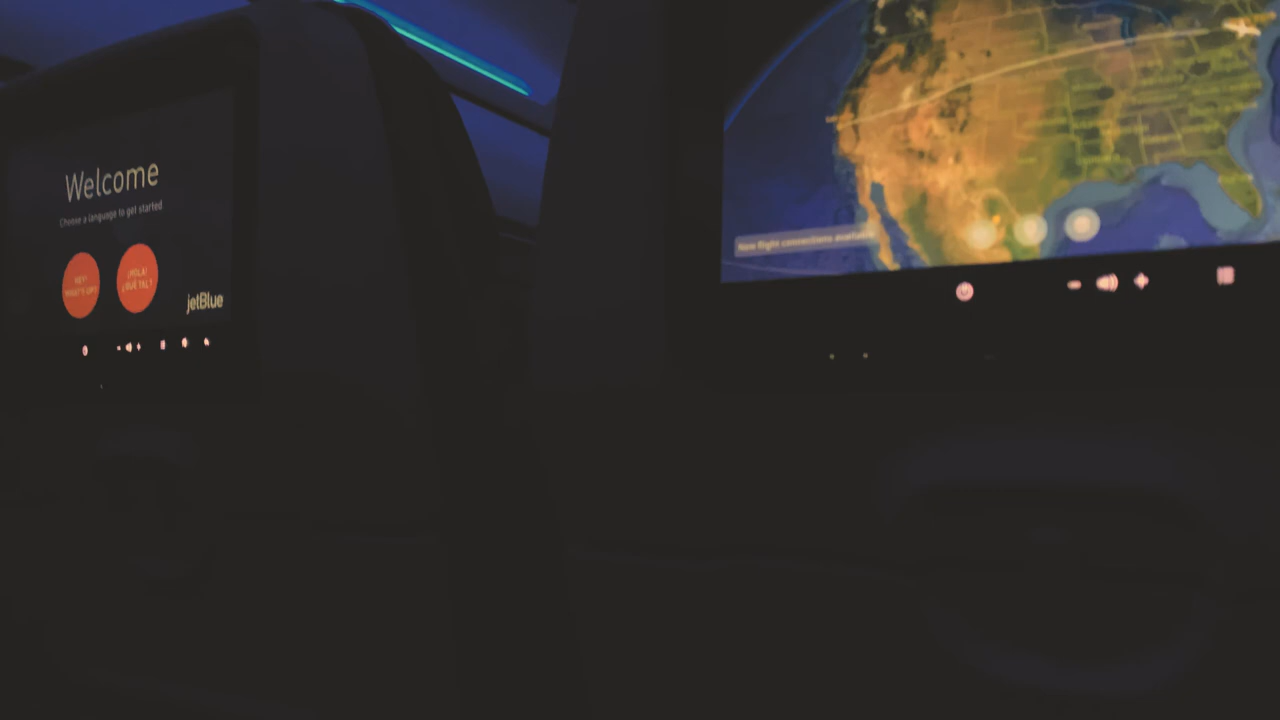 Welcome
Choose a language to get started
HEY!
WHAT'S UP?
¡HOLA!
¿QUÉ TAL?
jetBlue
New flight connections available